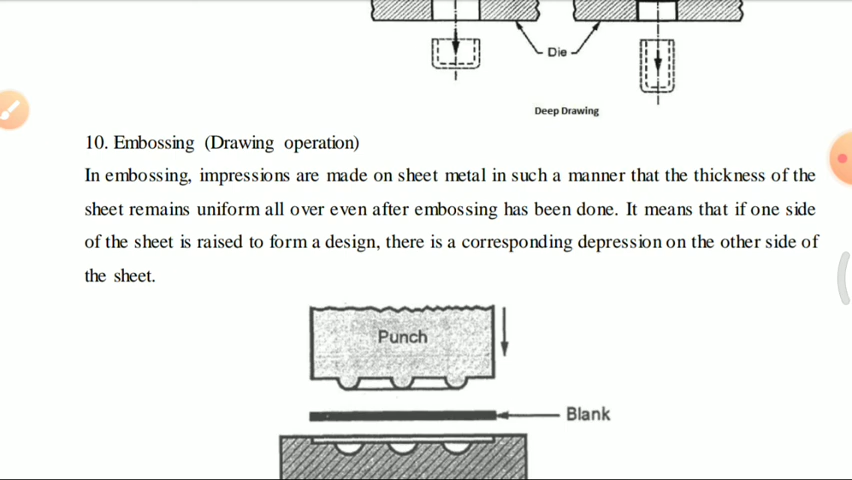 Die
Deep Drawing
10. Embossing (Drawing operation)
In embossing, impressions are made on sheet metal in such a manner that the thickness of the
sheet remains uniform all over even after embossing has been done. It means that if one side
of the sheet is raised to form a design, there is a corresponding depression on the other side of
the sheet.
Punch
Blank